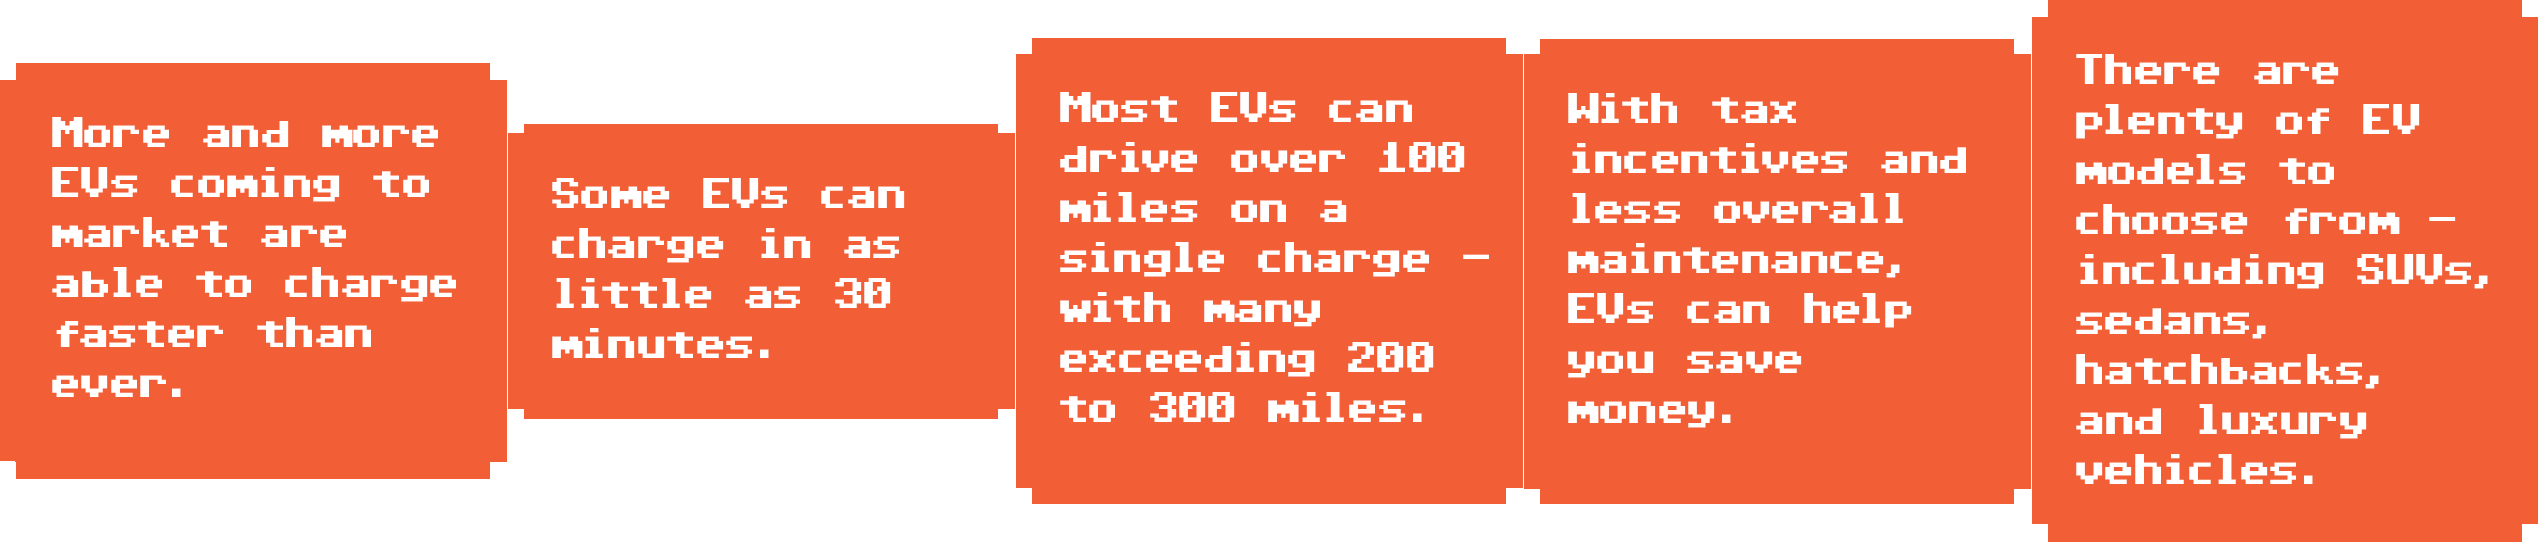 More and more
EVs coming to
market are
able to charge
faster than
ever.
Some EVs can
charge in as
little as 30
minutes.
Most EVs can
drive over 100
miles on a
single charge –
with many
exceeding 200
to 300 miles.
With tax
incentives and
less overall
maintenance,
EVs can help
you save
money.
There are
plenty of EV
models to
choose from –
including SUVs,
sedans,
hatchbacks,
and luxury
vehicles.